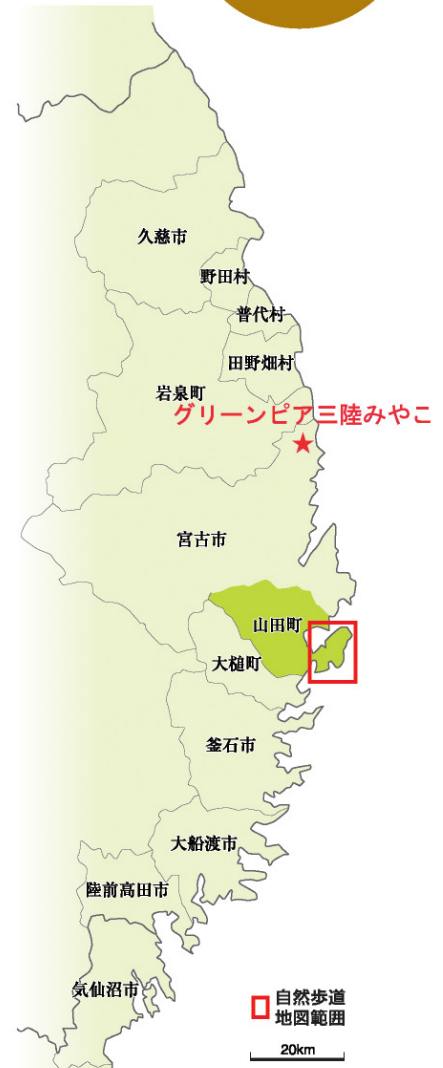 久慈市
野田村
普代村
田野畑村
岩泉町
グリーンピア三陸みやこ
★
宮古市
山田町
大槌町
釜石市
大船渡市
陸前高田市
気仙沼市
自然歩道
地図範囲
20km